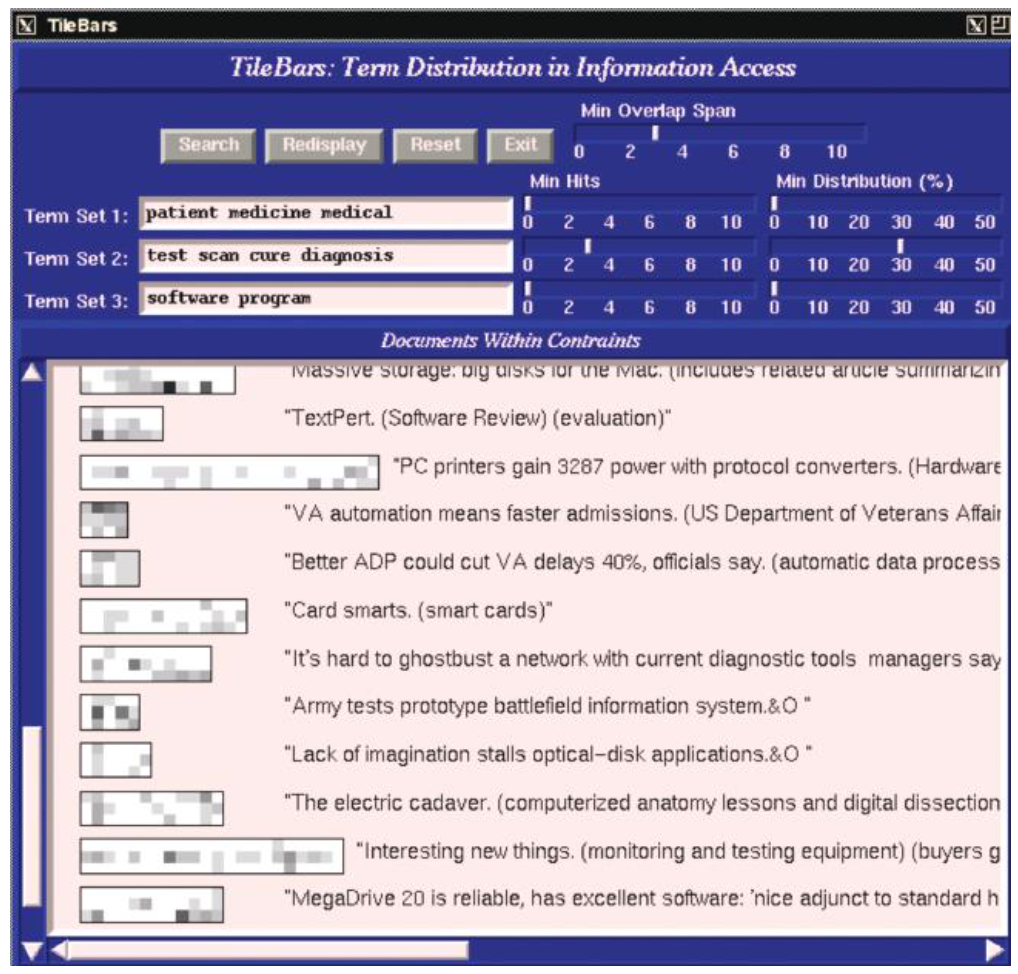 TileBars
TileBars: Term Distribution in Information Access
Min Overlap Span
Search Redisplay Reset Exit
0 2 4 6 8 10
Min Hits Min Distribution (%)
Term Set 1: patient medicine medical
0 2 4 6 8 10 0 10 20 30 40 50
Term Set 2: test scan cure diagnosis
0 2 4 6 8 10 0 10 20 30 40 50
Term Set 3: software program
0 2 4 6 8 10 0 10 20 30 40 50
Documents Within Contraints
"Massive storage: big disks for the Mac. (includes related article summarizin
"TextPert. (Software Review) (evaluation)"
"PC printers gain 3287 power with protocol converters. (Hardware
"VA automation means faster admissions. (US Department of Veterans Affair
"Better ADP could cut VA delays 40%, officials say. (automatic data process
"Card smarts. (smart cards)"
"It's hard to ghostbust a network with current diagnostic tools managers say
"Army tests prototype battlefield information system.&O "
"Lack of imagination stalls optical-disk applications.&O "
"The electric cadaver. (computerized anatomy lessons and digital dissection
"Interesting new things. (monitoring and testing equipment) (buyers g
"MegaDrive 20 is reliable, has excellent software: 'nice adjunct to standard h